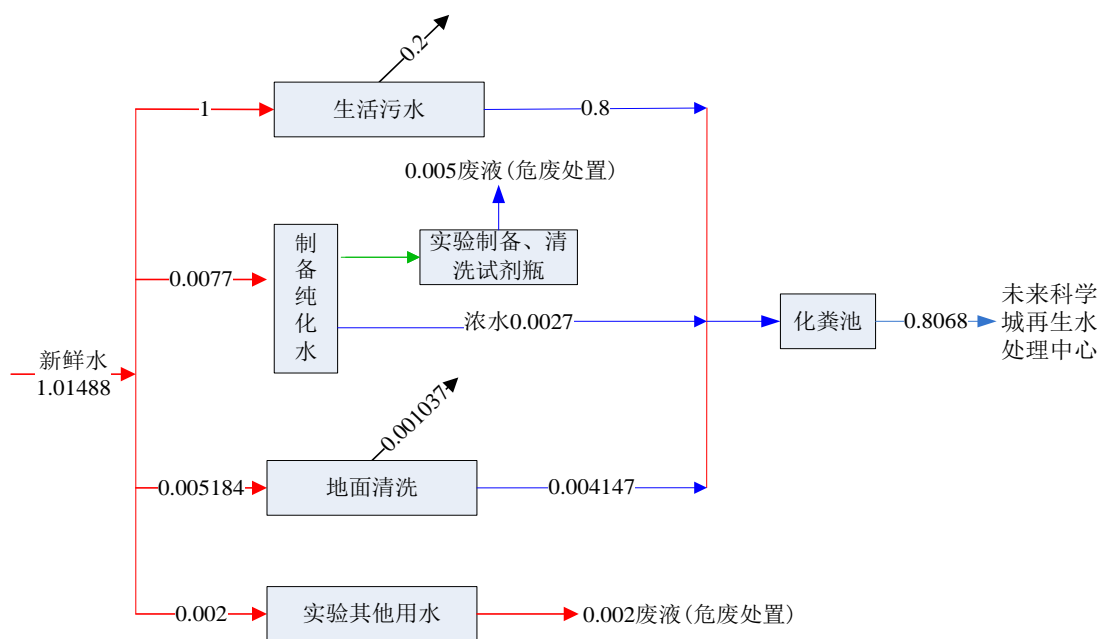 0.2
1
生活污水
0.8
0.005废液(危废处置)
制
备
纯
化
水
实验制备、清
洗试剂瓶
0.0077
浓水0.0027
化粪池
0.8068
未来科学
城再生水
处理中心
新鲜水
1.01488
0.001037
0.005184
地面清洗
0.004147
0.002
实验其他用水
0.002废液(危废处置)